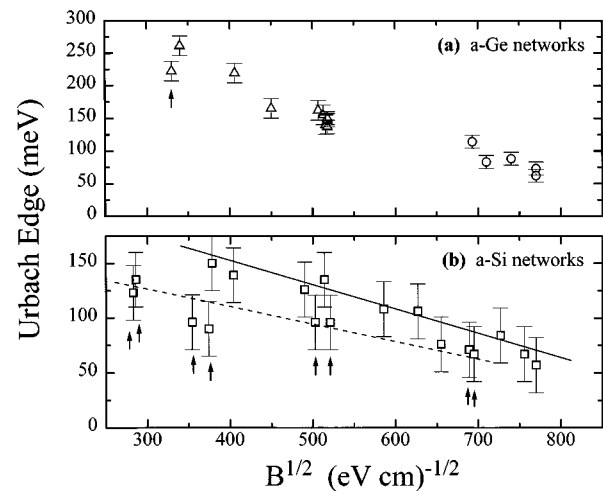 300
(a) a-Ge networks
250
200
150
100
50
0
(b) a-Si networks
150
100
50
0
Urbach Edge (meV)
300 400 500 600 700 800
B^{1/2} (eV cm)^{-1/2}